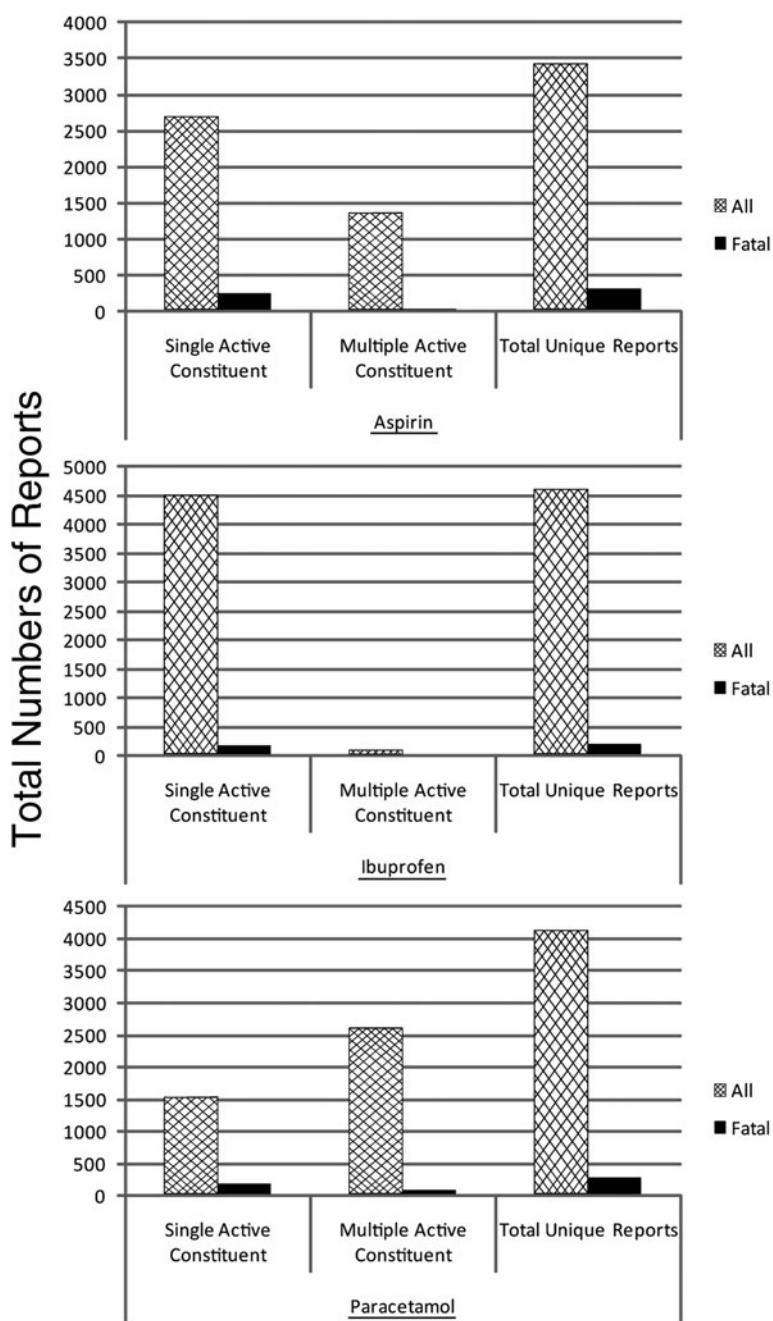 Total Numbers of Reports
4000
3500
3000
2500
2000
1500
1000
500
0
Single Active
Constituent
Multiple Active
Constituent
Total Unique Reports
Aspirin
All
Fatal
5000
4500
4000
3500
3000
2500
2000
1500
1000
500
0
Single Active
Constituent
Multiple Active
Constituent
Total Unique Reports
Ibuprofen
All
Fatal
4500
4000
3500
3000
2500
2000
1500
1000
500
0
Single Active
Constituent
Multiple Active
Constituent
Total Unique Reports
Paracetamol
All
Fatal